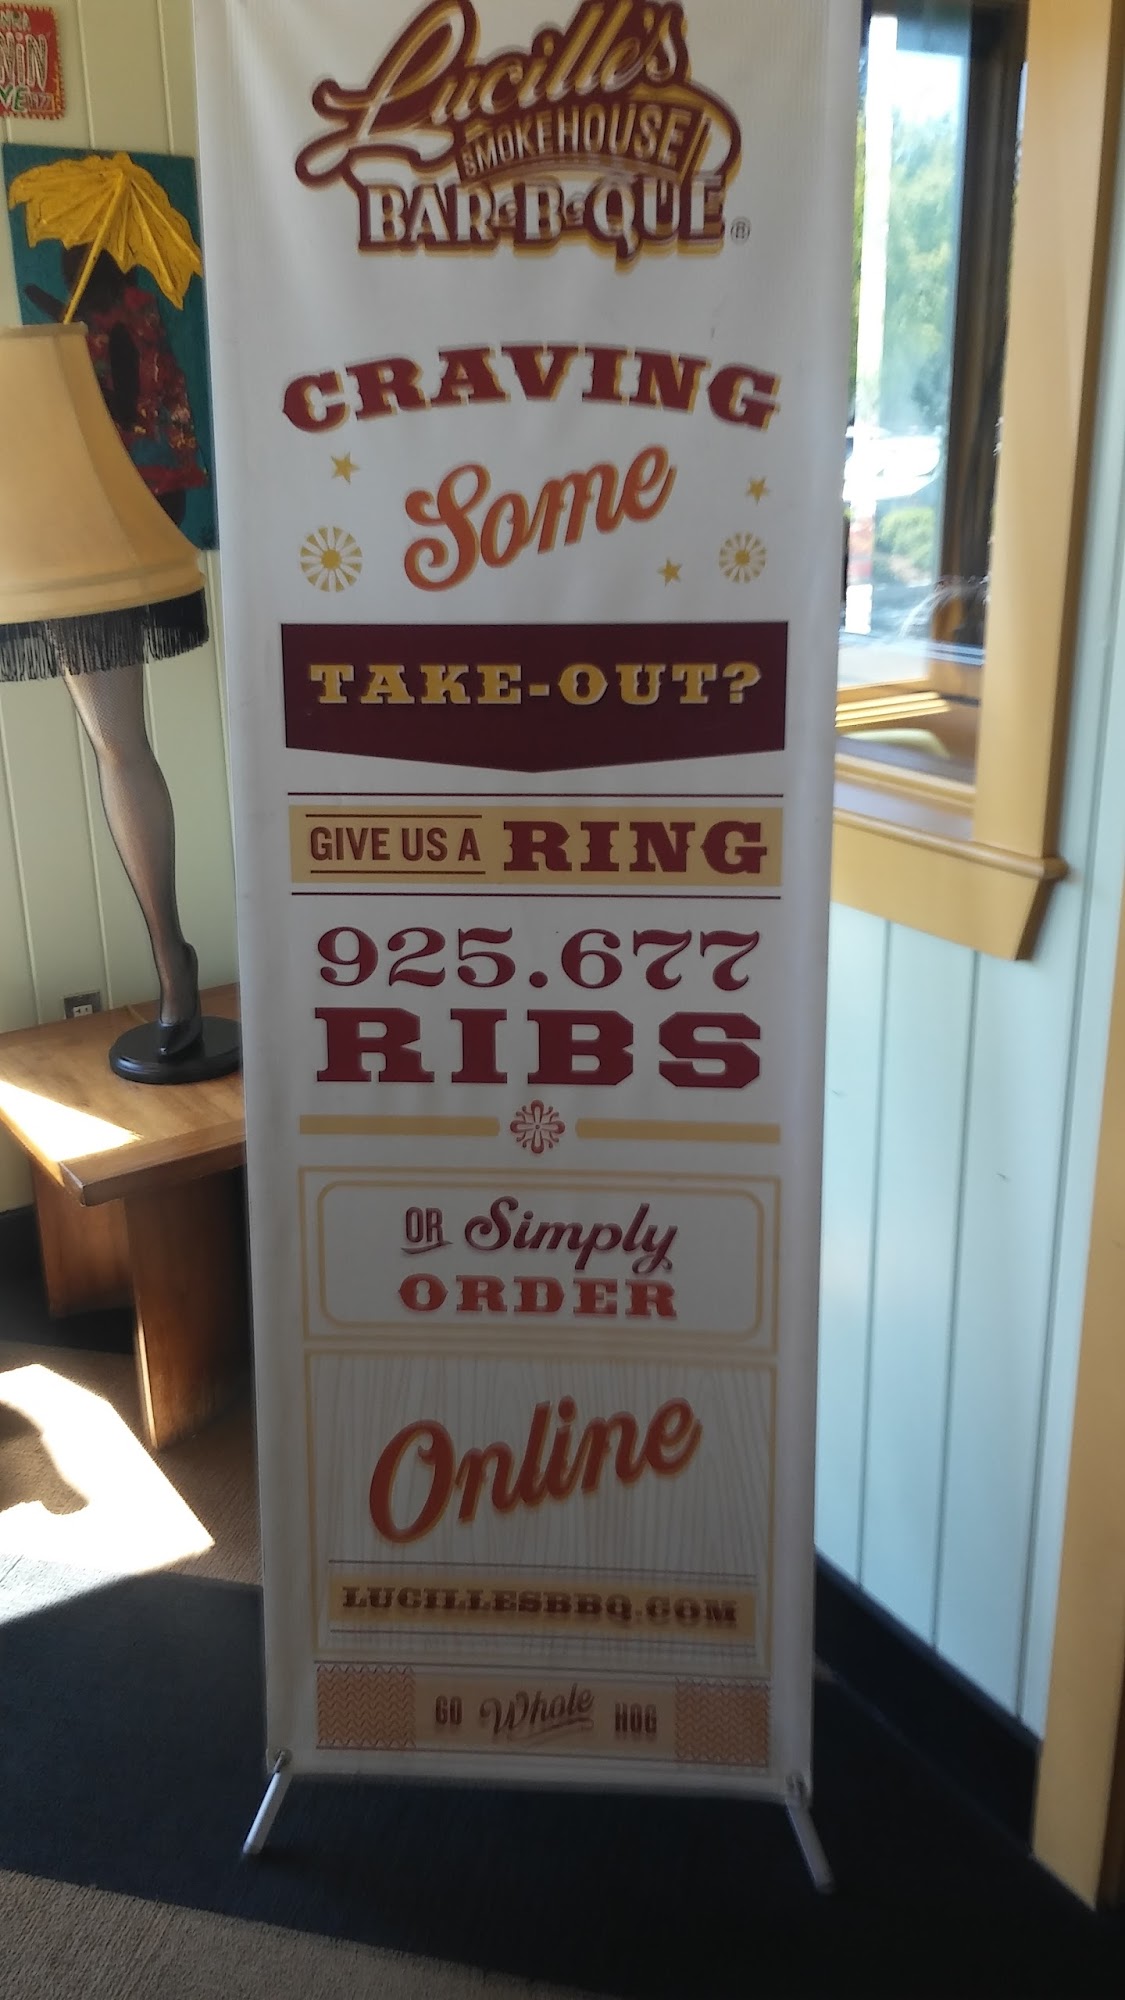 Lucille's
SMOKEHOUSE
BAR-B-QUE®
CRAVING
Some
TAKE-OUT?
GIVE US A RING
925.677
RIBS
OR Simply
ORDER
Online
LUCILLESBBQ.COM
GO Whole HOG